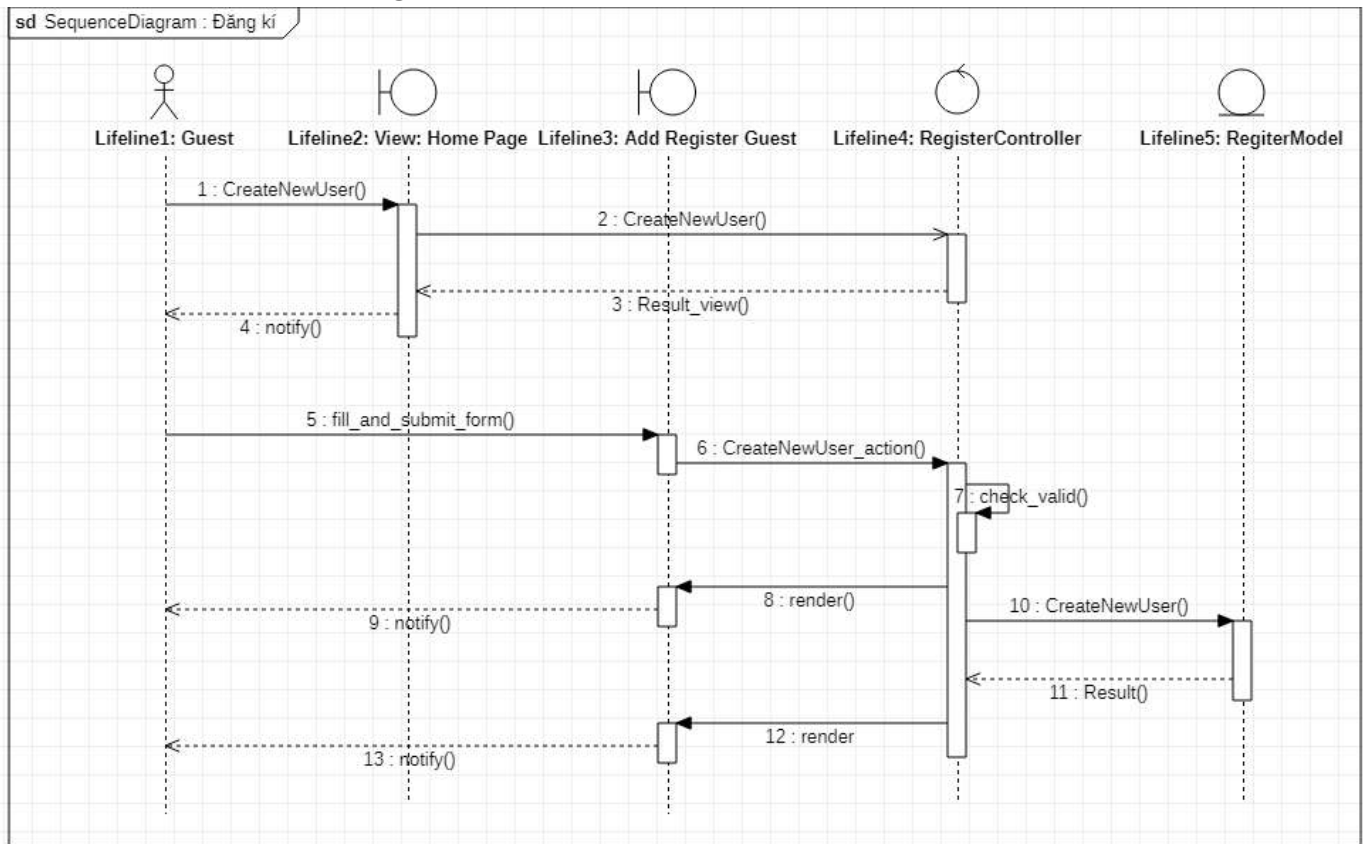 sd SequenceDiagram : Đăng kí
Lifeline1: Guest
Lifeline2: View: Home Page
Lifeline3: Add Register Guest
Lifeline4: RegisterController
Lifeline5: RegiterModel
1 : CreateNewUser()
2 : CreateNewUser()
3 : Result_view()
4 : notify()
5 : fill_and_submit_form()
6 : CreateNewUser_action()
7 : check_valid()
8 : render()
9 : notify()
10 : CreateNewUser()
11 : Result()
12 : render
13 : notify()